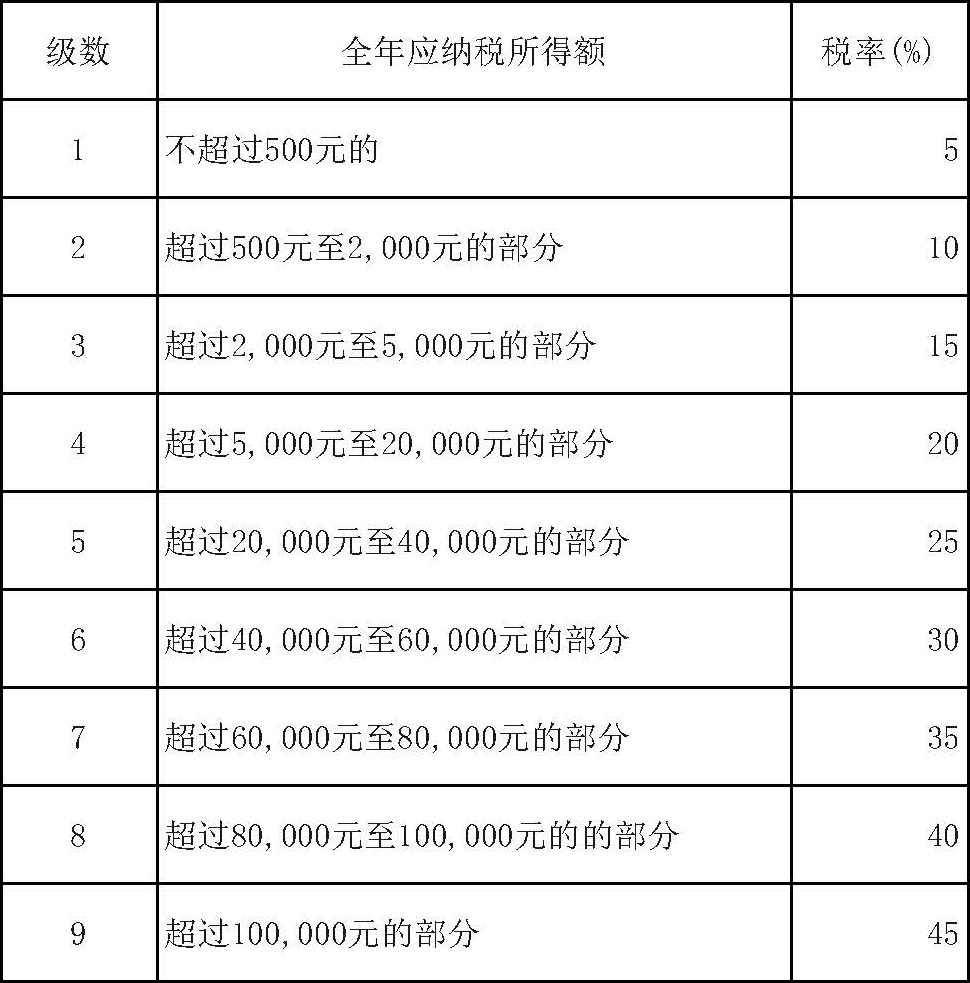 级数 全年应纳税所得额 税率(%)
1 不超过500元的 5
2 超过500元至2,000元的部分 10
3 超过2,000元至5,000元的部分 15
4 超过5,000元至20,000元的部分 20
5 超过20,000元至40,000元的部分 25
6 超过40,000元至60,000元的部分 30
7 超过60,000元至80,000元的部分 35
8 超过80,000元至100,000元的的部分 40
9 超过100,000元的部分 45